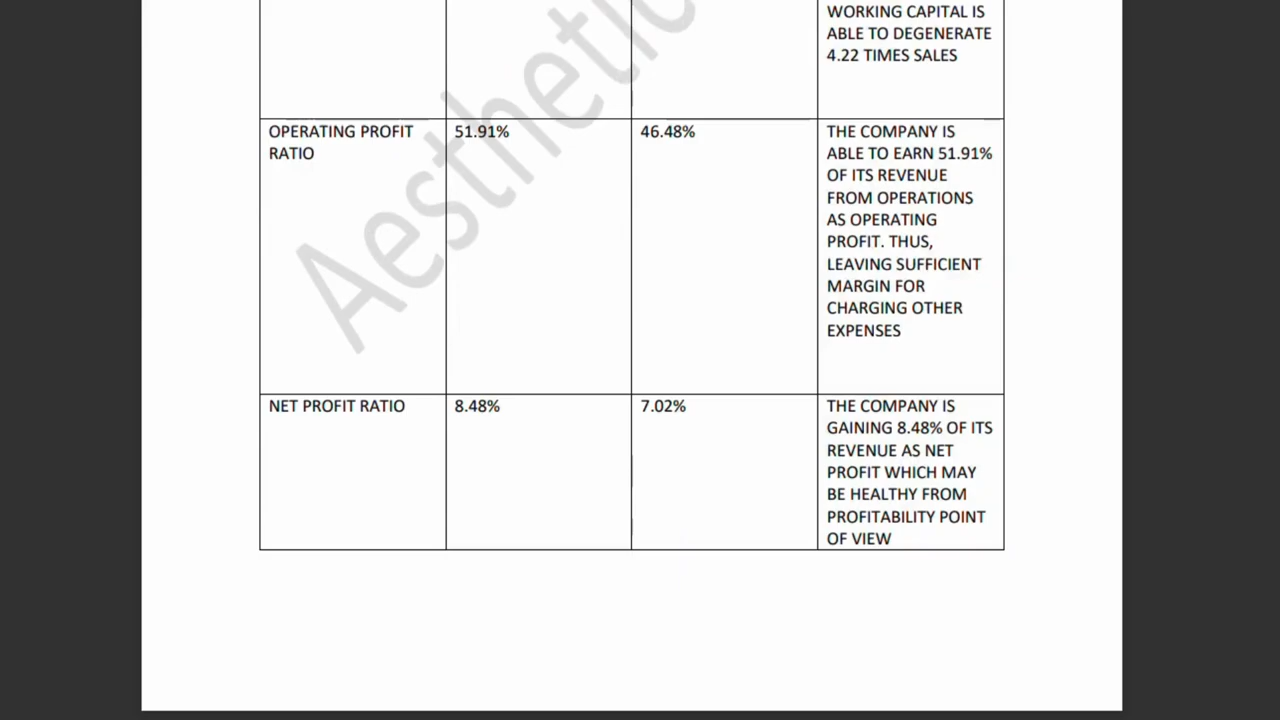 WORKING CAPITAL IS
ABLE TO DEGENERATE
4.22 TIMES SALES
OPERATING PROFIT
RATIO
51.91%
46.48%
THE COMPANY IS
ABLE TO EARN 51.91%
OF ITS REVENUE
FROM OPERATIONS
AS OPERATING
PROFIT. THUS,
LEAVING SUFFICIENT
MARGIN FOR
CHARGING OTHER
EXPENSES
NET PROFIT RATIO
8.48%
7.02%
THE COMPANY IS
GAINING 8.48% OF ITS
REVENUE AS NET
PROFIT WHICH MAY
BE HEALTHY FROM
PROFITABILITY POINT
OF VIEW
Aesthetic